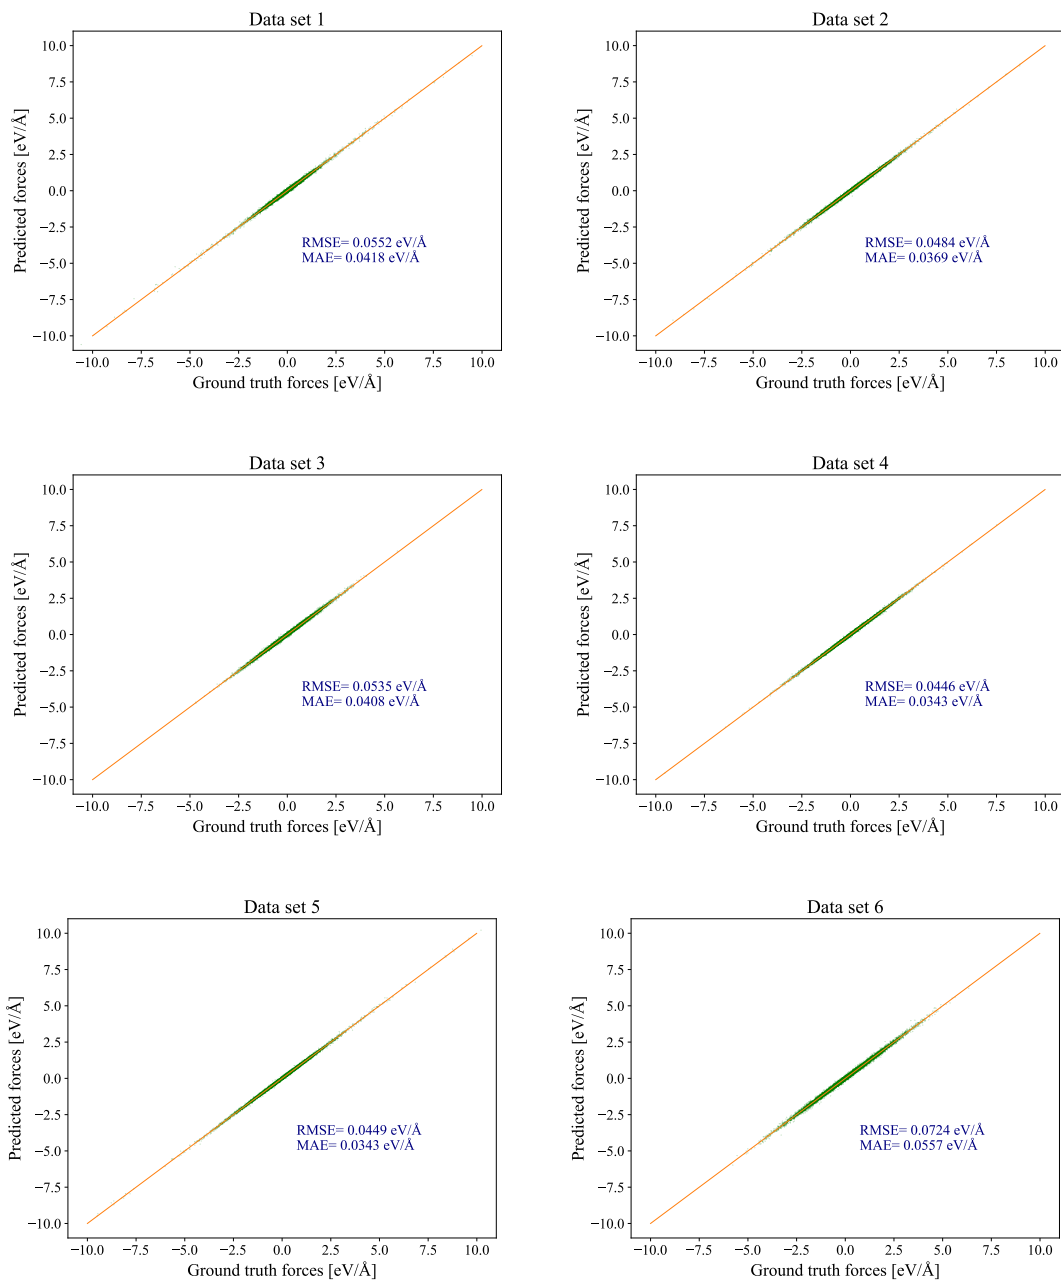 Data set 1
10.0
7.5
5.0
2.5
0.0
−2.5
−5.0
−7.5
−10.0
Predicted forces [eV/Å]
RMSE= 0.0552 eV/Å
MAE= 0.0418 eV/Å
−10.0 −7.5 −5.0 −2.5 0.0 2.5 5.0 7.5 10.0
Ground truth forces [eV/Å]
Data set 2
10.0
7.5
5.0
2.5
0.0
−2.5
−5.0
−7.5
−10.0
Predicted forces [eV/Å]
RMSE= 0.0484 eV/Å
MAE= 0.0369 eV/Å
−10.0 −7.5 −5.0 −2.5 0.0 2.5 5.0 7.5 10.0
Ground truth forces [eV/Å]
Data set 3
10.0
7.5
5.0
2.5
0.0
−2.5
−5.0
−7.5
−10.0
Predicted forces [eV/Å]
RMSE= 0.0535 eV/Å
MAE= 0.0408 eV/Å
−10.0 −7.5 −5.0 −2.5 0.0 2.5 5.0 7.5 10.0
Ground truth forces [eV/Å]
Data set 4
10.0
7.5
5.0
2.5
0.0
−2.5
−5.0
−7.5
−10.0
Predicted forces [eV/Å]
RMSE= 0.0446 eV/Å
MAE= 0.0343 eV/Å
−10.0 −7.5 −5.0 −2.5 0.0 2.5 5.0 7.5 10.0
Ground truth forces [eV/Å]
Data set 5
10.0
7.5
5.0
2.5
0.0
−2.5
−5.0
−7.5
−10.0
Predicted forces [eV/Å]
RMSE= 0.0449 eV/Å
MAE= 0.0343 eV/Å
−10.0 −7.5 −5.0 −2.5 0.0 2.5 5.0 7.5 10.0
Ground truth forces [eV/Å]
Data set 6
10.0
7.5
5.0
2.5
0.0
−2.5
−5.0
−7.5
−10.0
Predicted forces [eV/Å]
RMSE= 0.0724 eV/Å
MAE= 0.0557 eV/Å
−10.0 −7.5 −5.0 −2.5 0.0 2.5 5.0 7.5 10.0
Ground truth forces [eV/Å]